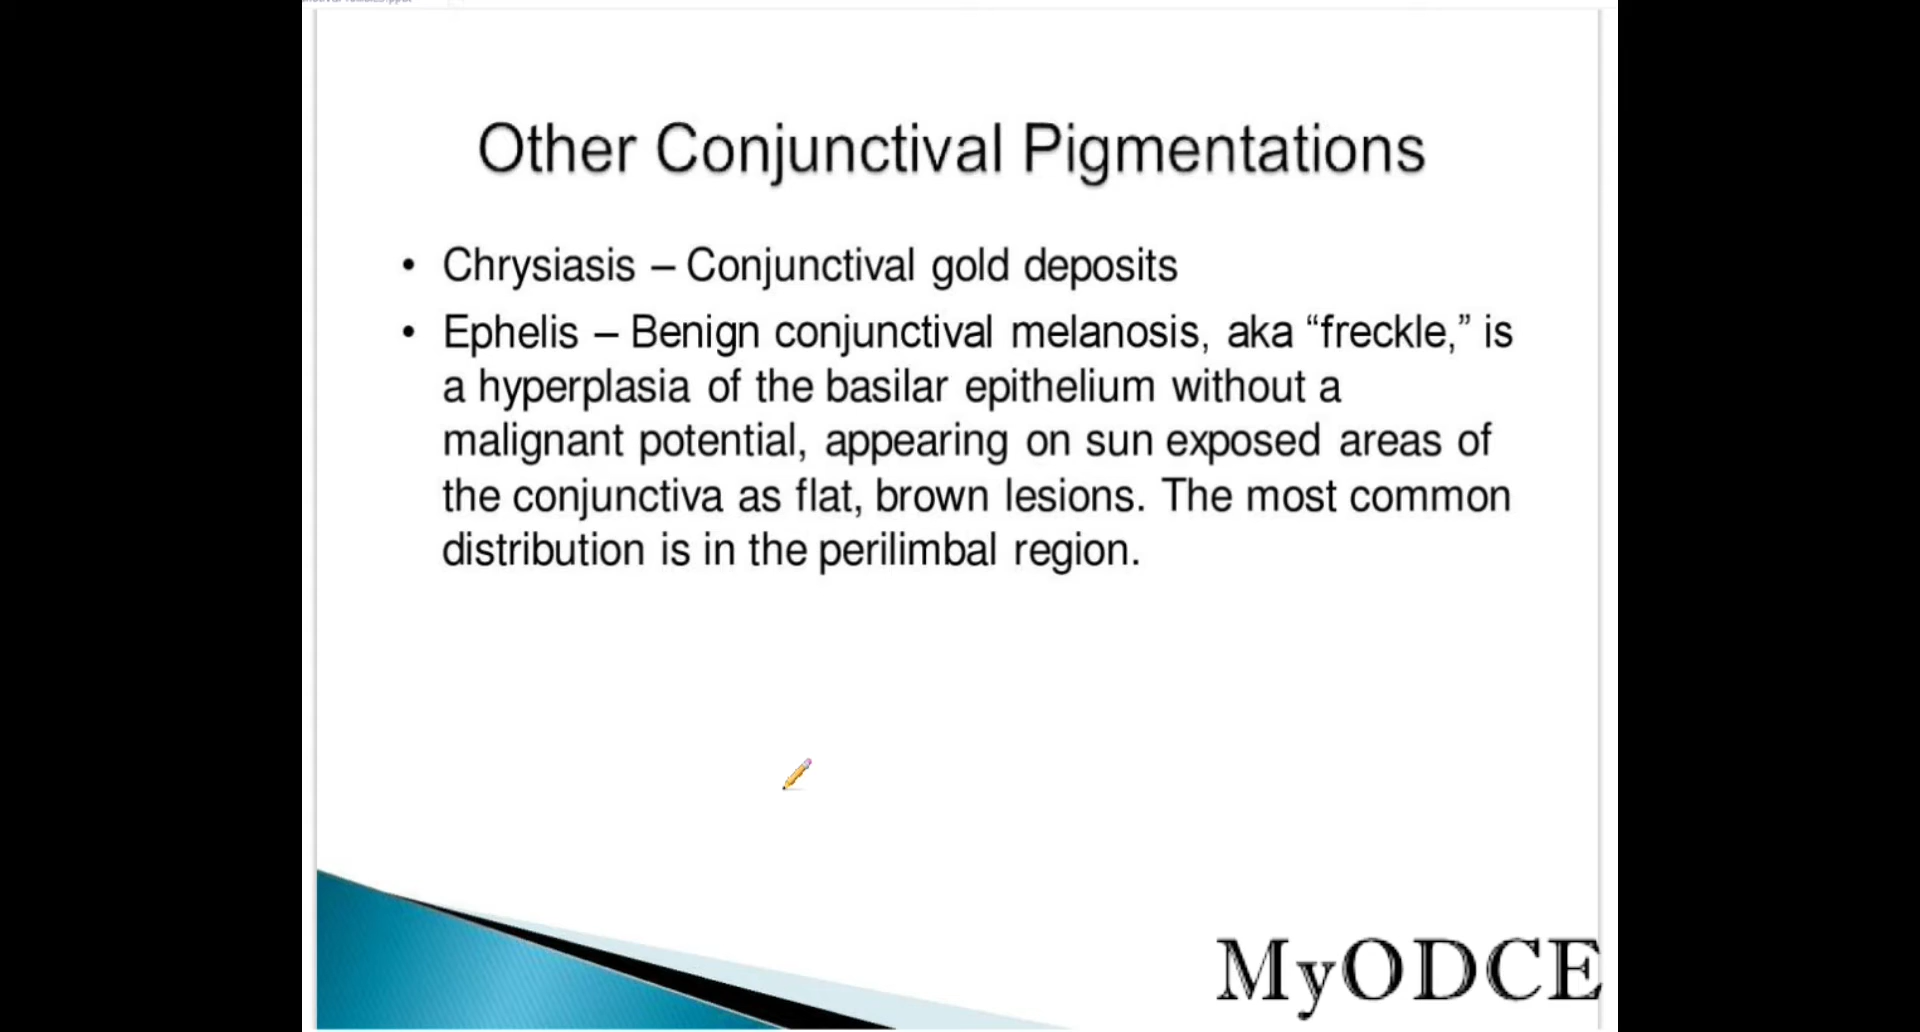 Other Conjunctival Pigmentations
• Chrysiasis – Conjunctival gold deposits
• Ephelis – Benign conjunctival melanosis, aka “freckle,” is
a hyperplasia of the basilar epithelium without a
malignant potential, appearing on sun exposed areas of
the conjunctiva as flat, brown lesions. The most common
distribution is in the perilimbal region.
MyODCE